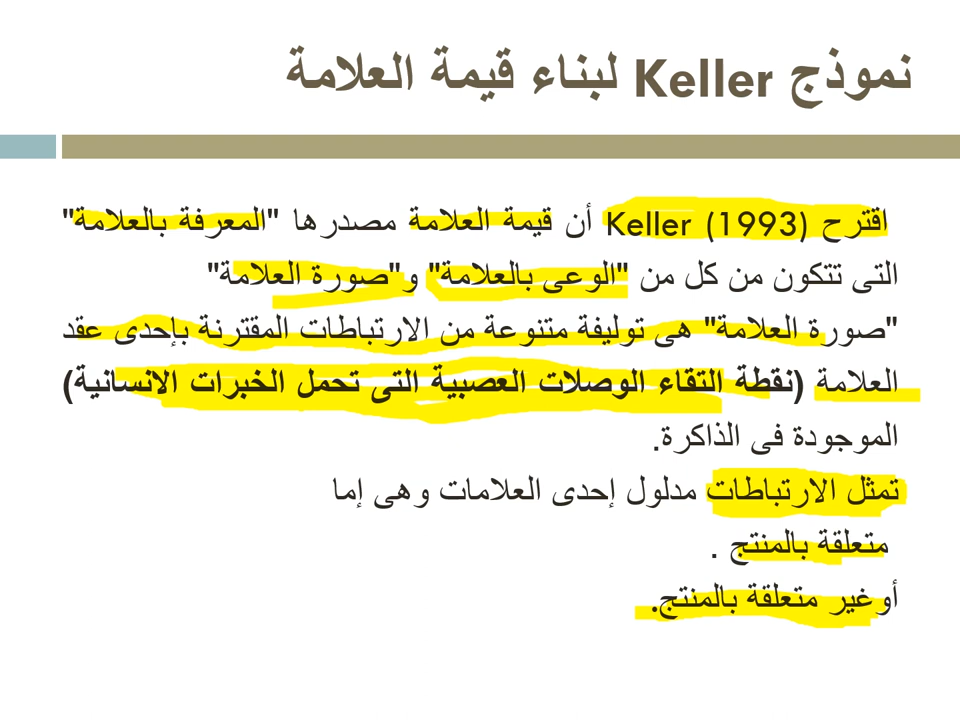 نموذج Keller لبناء قيمة العلامة
اقترح Keller (1993) أن قيمة العلامة مصدرها "المعرفة بالعلامة"
التى تتكون من كل من "الوعى بالعلامة" و"صورة العلامة"
"صورة العلامة" هى توليفة متنوعة من الارتباطات المقترنة بإحدى عقد
العلامة (نقطة التقاء الوصلات العصبية التى تحمل الخبرات الانسانية)
الموجودة فى الذاكرة.
تمثل الارتباطات مدلول إحدى العلامات وهى إما
متعلقة بالمنتج .
أوغير متعلقة بالمنتج.